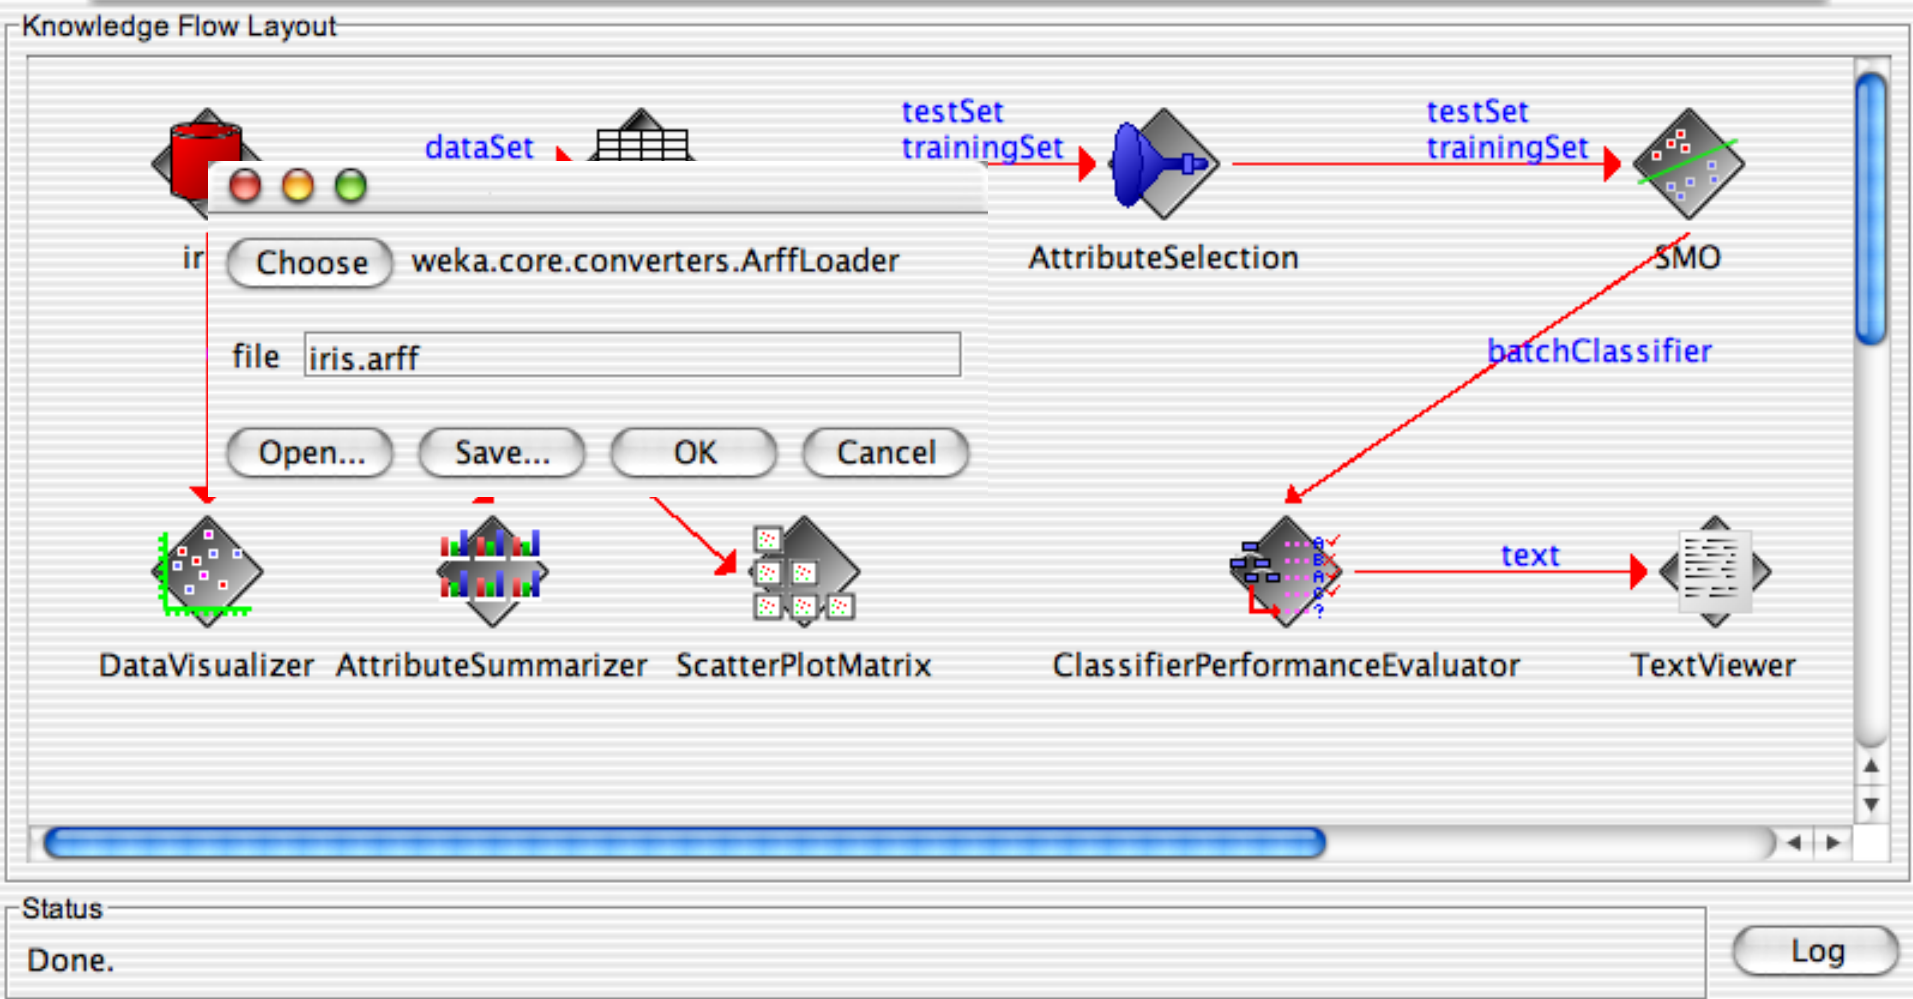 Knowledge Flow Layout
testSet
testSet
dataSet
trainingSet
trainingSet
Choose weka.core.converters.ArffLoader
AttributeSelection
SMO
file iris.arff
batchClassifier
Open... Save... OK Cancel
text
DataVisualizer AttributeSummarizer ScatterPlotMatrix ClassifierPerformanceEvaluator TextViewer
Status
Done.
Log